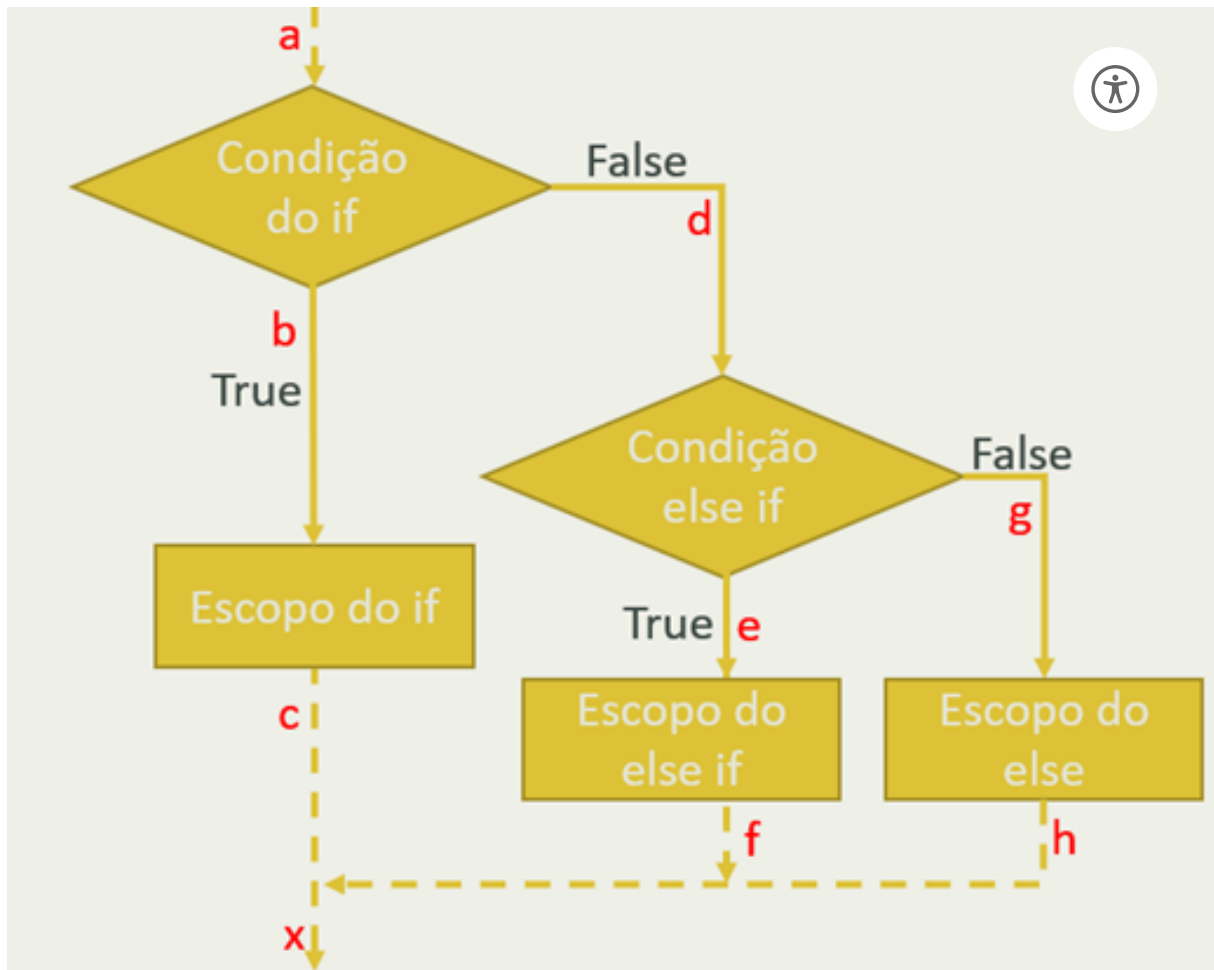 a
Condição
do if
False
d
b
True
Condição
else if
False
g
Escopo do if
True
e
Escopo do
else if
Escopo do
else
c
f
h
x